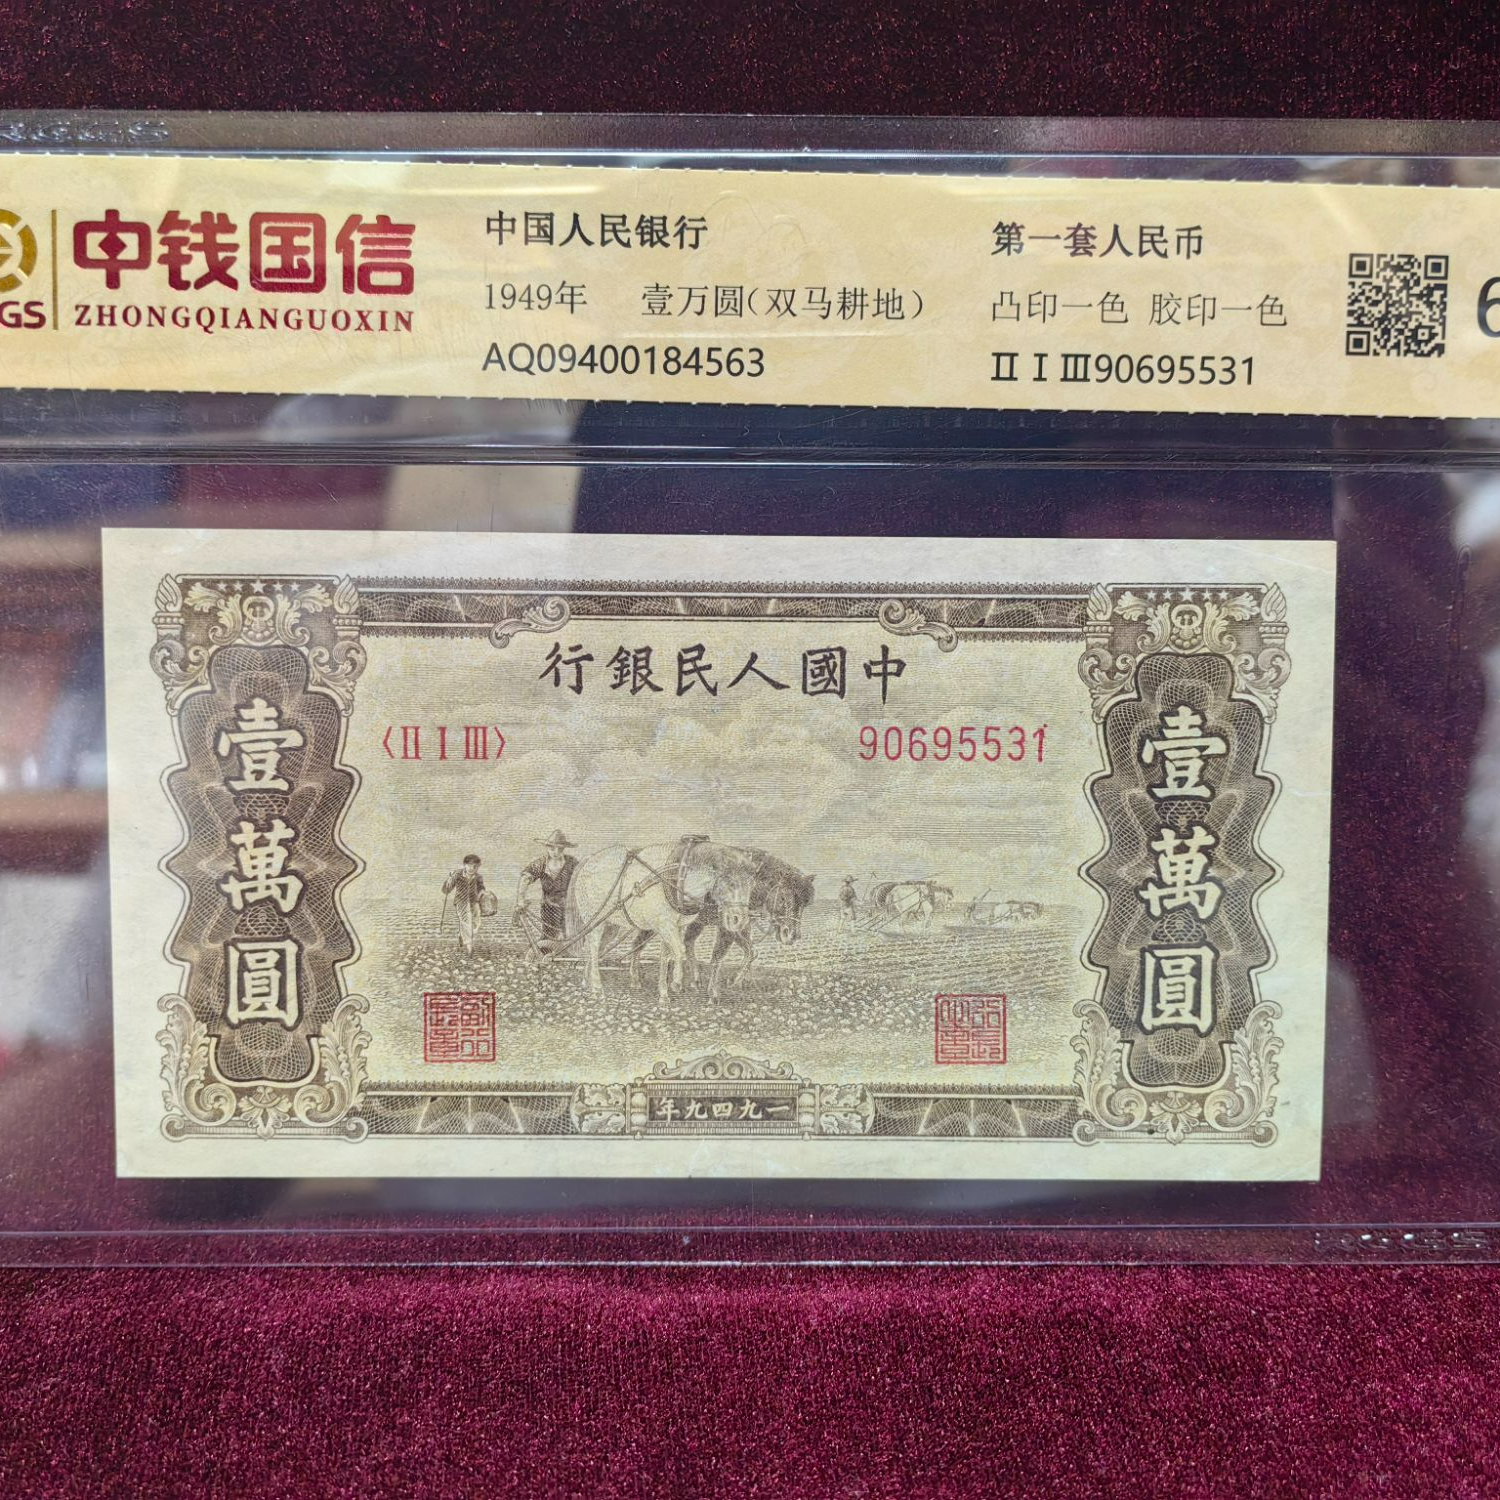 中钱国信
GS
ZHONGQIANGUOXIN
中国人民银行
1949年 壹万圆(双马耕地)
AQ09400184563
第一套人民币
凸印一色 胶印一色
ⅡⅠⅢ90695531
6
中國人民銀行
〈ⅡⅠⅢ〉
90695531
壹萬圓
壹萬圓
一九四九年